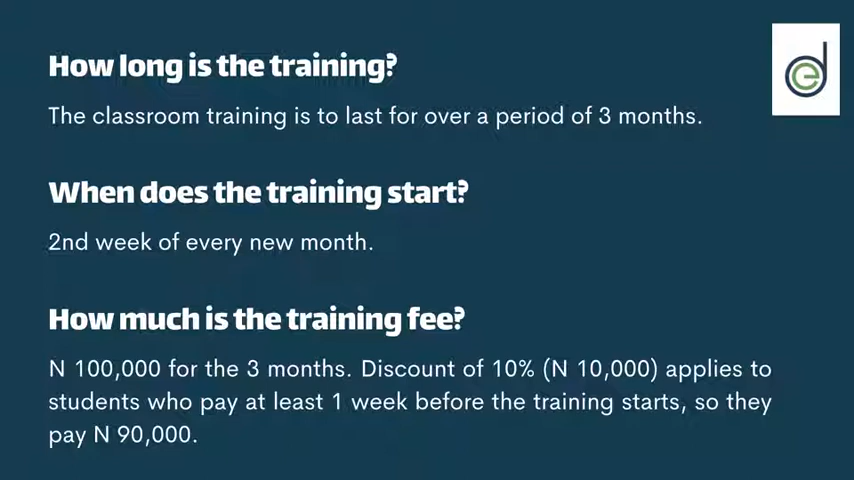 How long is the training?
The classroom training is to last for over a period of 3 months.
When does the training start?
2nd week of every new month.
How much is the training fee?
N 100,000 for the 3 months. Discount of 10% (N 10,000) applies to
students who pay at least 1 week before the training starts, so they
pay N 90,000.